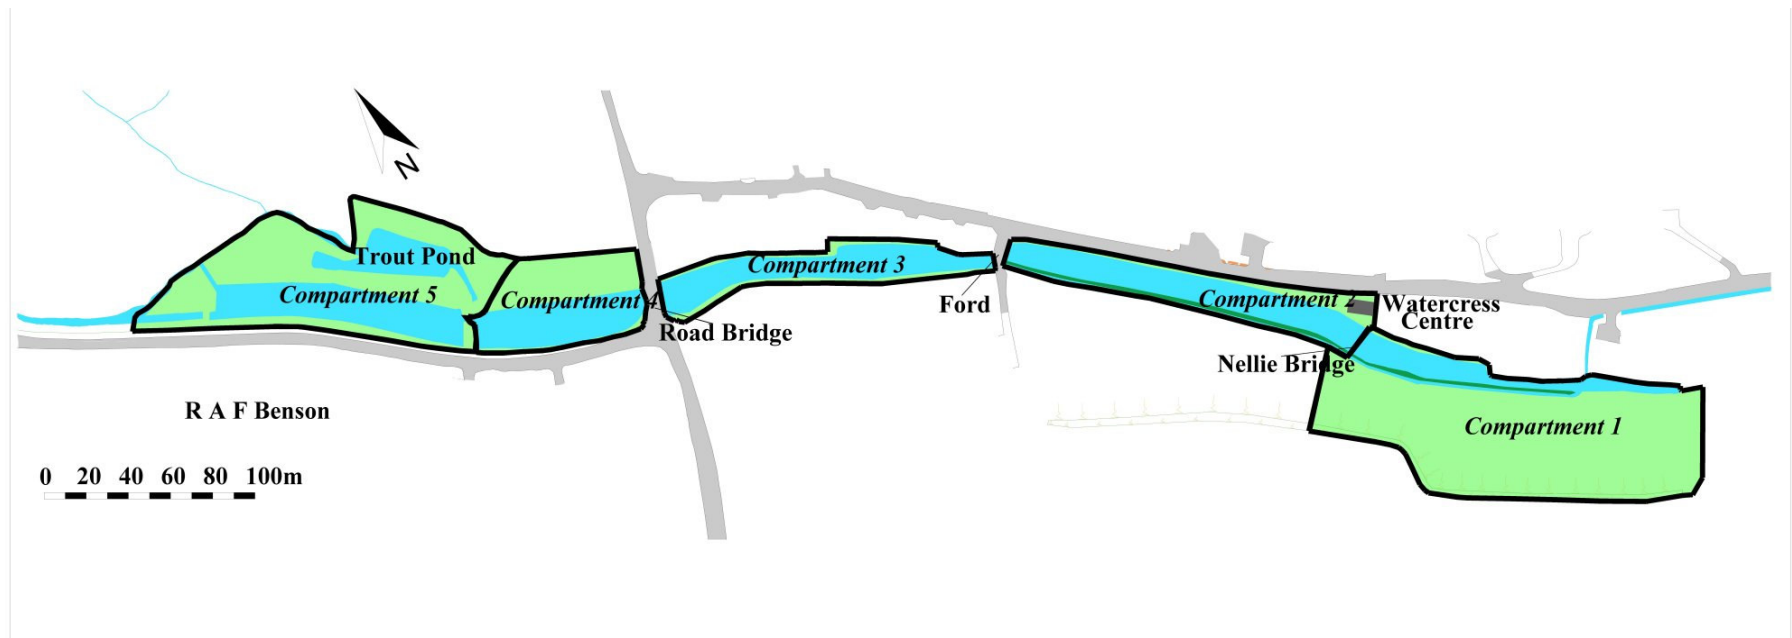 N
Trout Pond
Compartment 5
Compartment 4
Compartment 3
Road Bridge
Ford
Compartment 2
Watercress
Centre
Nellie Bridge
Compartment 1
R A F Benson
0 20 40 60 80 100m